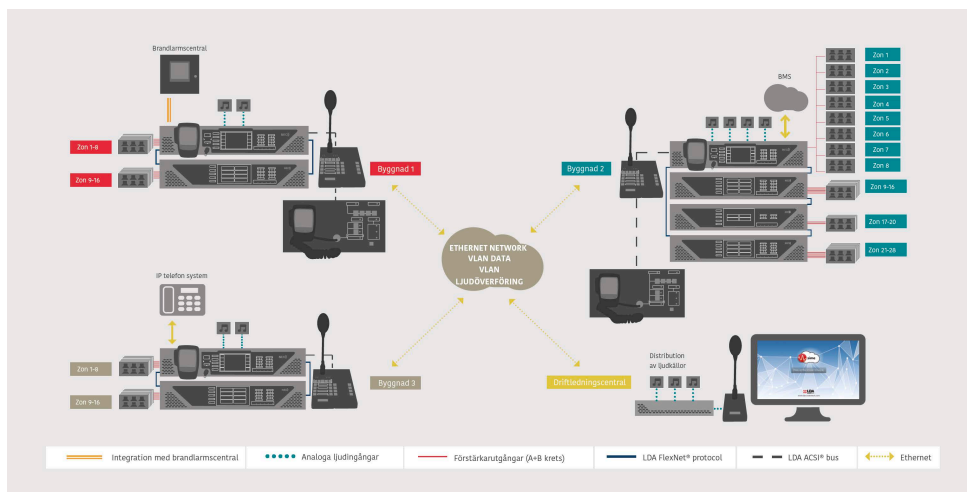 Brandlarmscentral
Zon 1-8
Zon 9-16
Byggnad 1
BMS
Zon 1
Zon 2
Zon 3
Zon 4
Zon 5
Zon 6
Zon 7
Zon 8
Byggnad 2
Zon 9-16
Zon 17-20
Zon 21-28
ETHERNET NETWORK
VLAN DATA
VLAN
LJUDÖVERFÖRING
IP telefon system
Zon 1-8
Zon 9-16
Byggnad 3
Driftledningscentral
Distribution
av ljudkällor
LDA
Integration med brandlarmcentral
Analoga ljudingångar
Förstärkarutgångar (A+B krets)
LDA FlexNet® protocol
LDA ACSI® bus
Ethernet